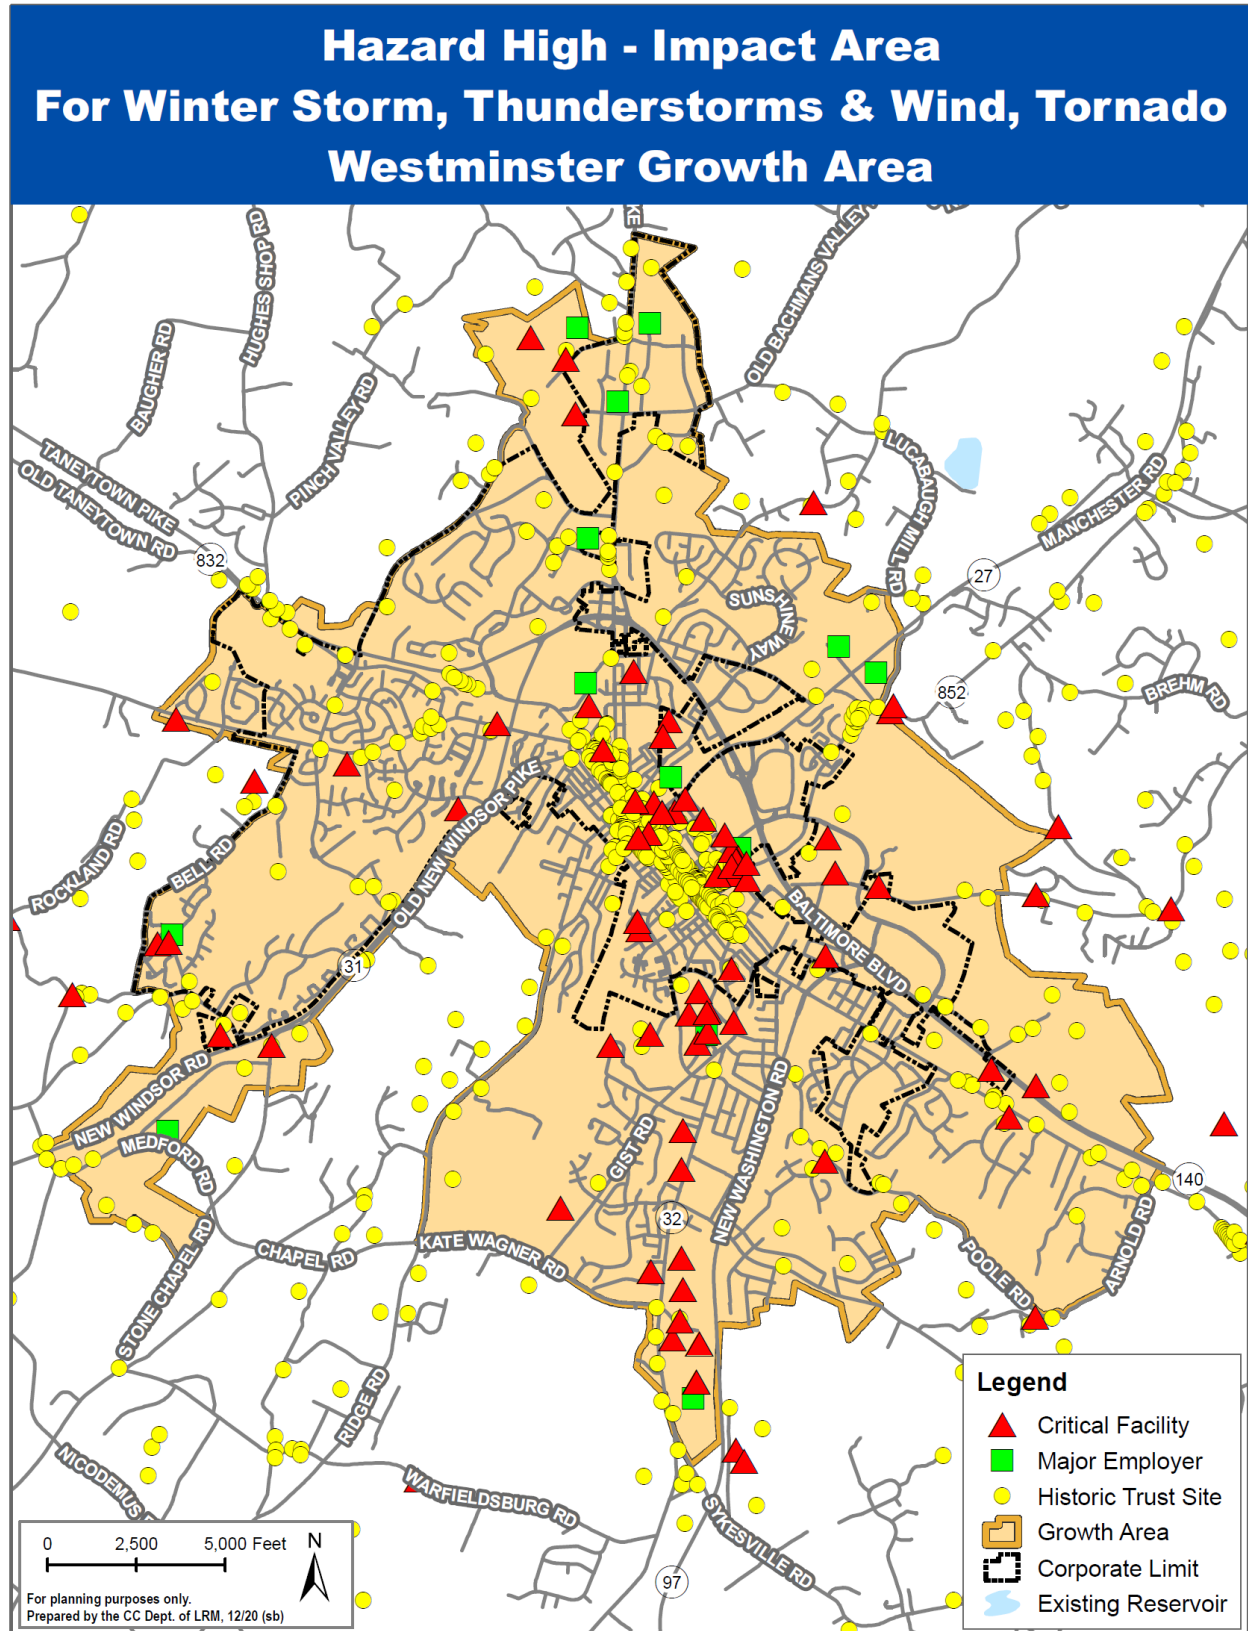 Hazard High - Impact Area
For Winter Storm, Thunderstorms & Wind, Tornado
Westminster Growth Area
KE
HUGHES SHOP RD
OLD BACHMANS VALLEY
BAUGHER RD
PINCH VALLEY RD
TANEYTOWN PIKE
OLD TANEYTOWN RD
LUCABAUGH MILL RD
MANCHESTER RD
832
27
SUNSHINE WAY
852
BREHM RD
OLD NEW WINDSOR PIKE
ROCKLAND RD
BELL RD
BALTIMORE BLVD
31
NEW WINDSOR RD
MEDFORD RD
GIST RD
NEW WASHINGTON RD
140
32
STONE CHAPEL RD
CHAPEL RD
KATE WAGNER RD
POOLE RD
ARNOLD RD
RIDGE RD
NICODEMUS
WARFIELDSBURG RD
SYKESVILLE RD
97
Legend
Critical Facility
Major Employer
Historic Trust Site
Growth Area
Corporate Limit
Existing Reservoir
0 2,500 5,000 Feet
N
For planning purposes only.
Prepared by the CC Dept. of LRM, 12/20 (sb)